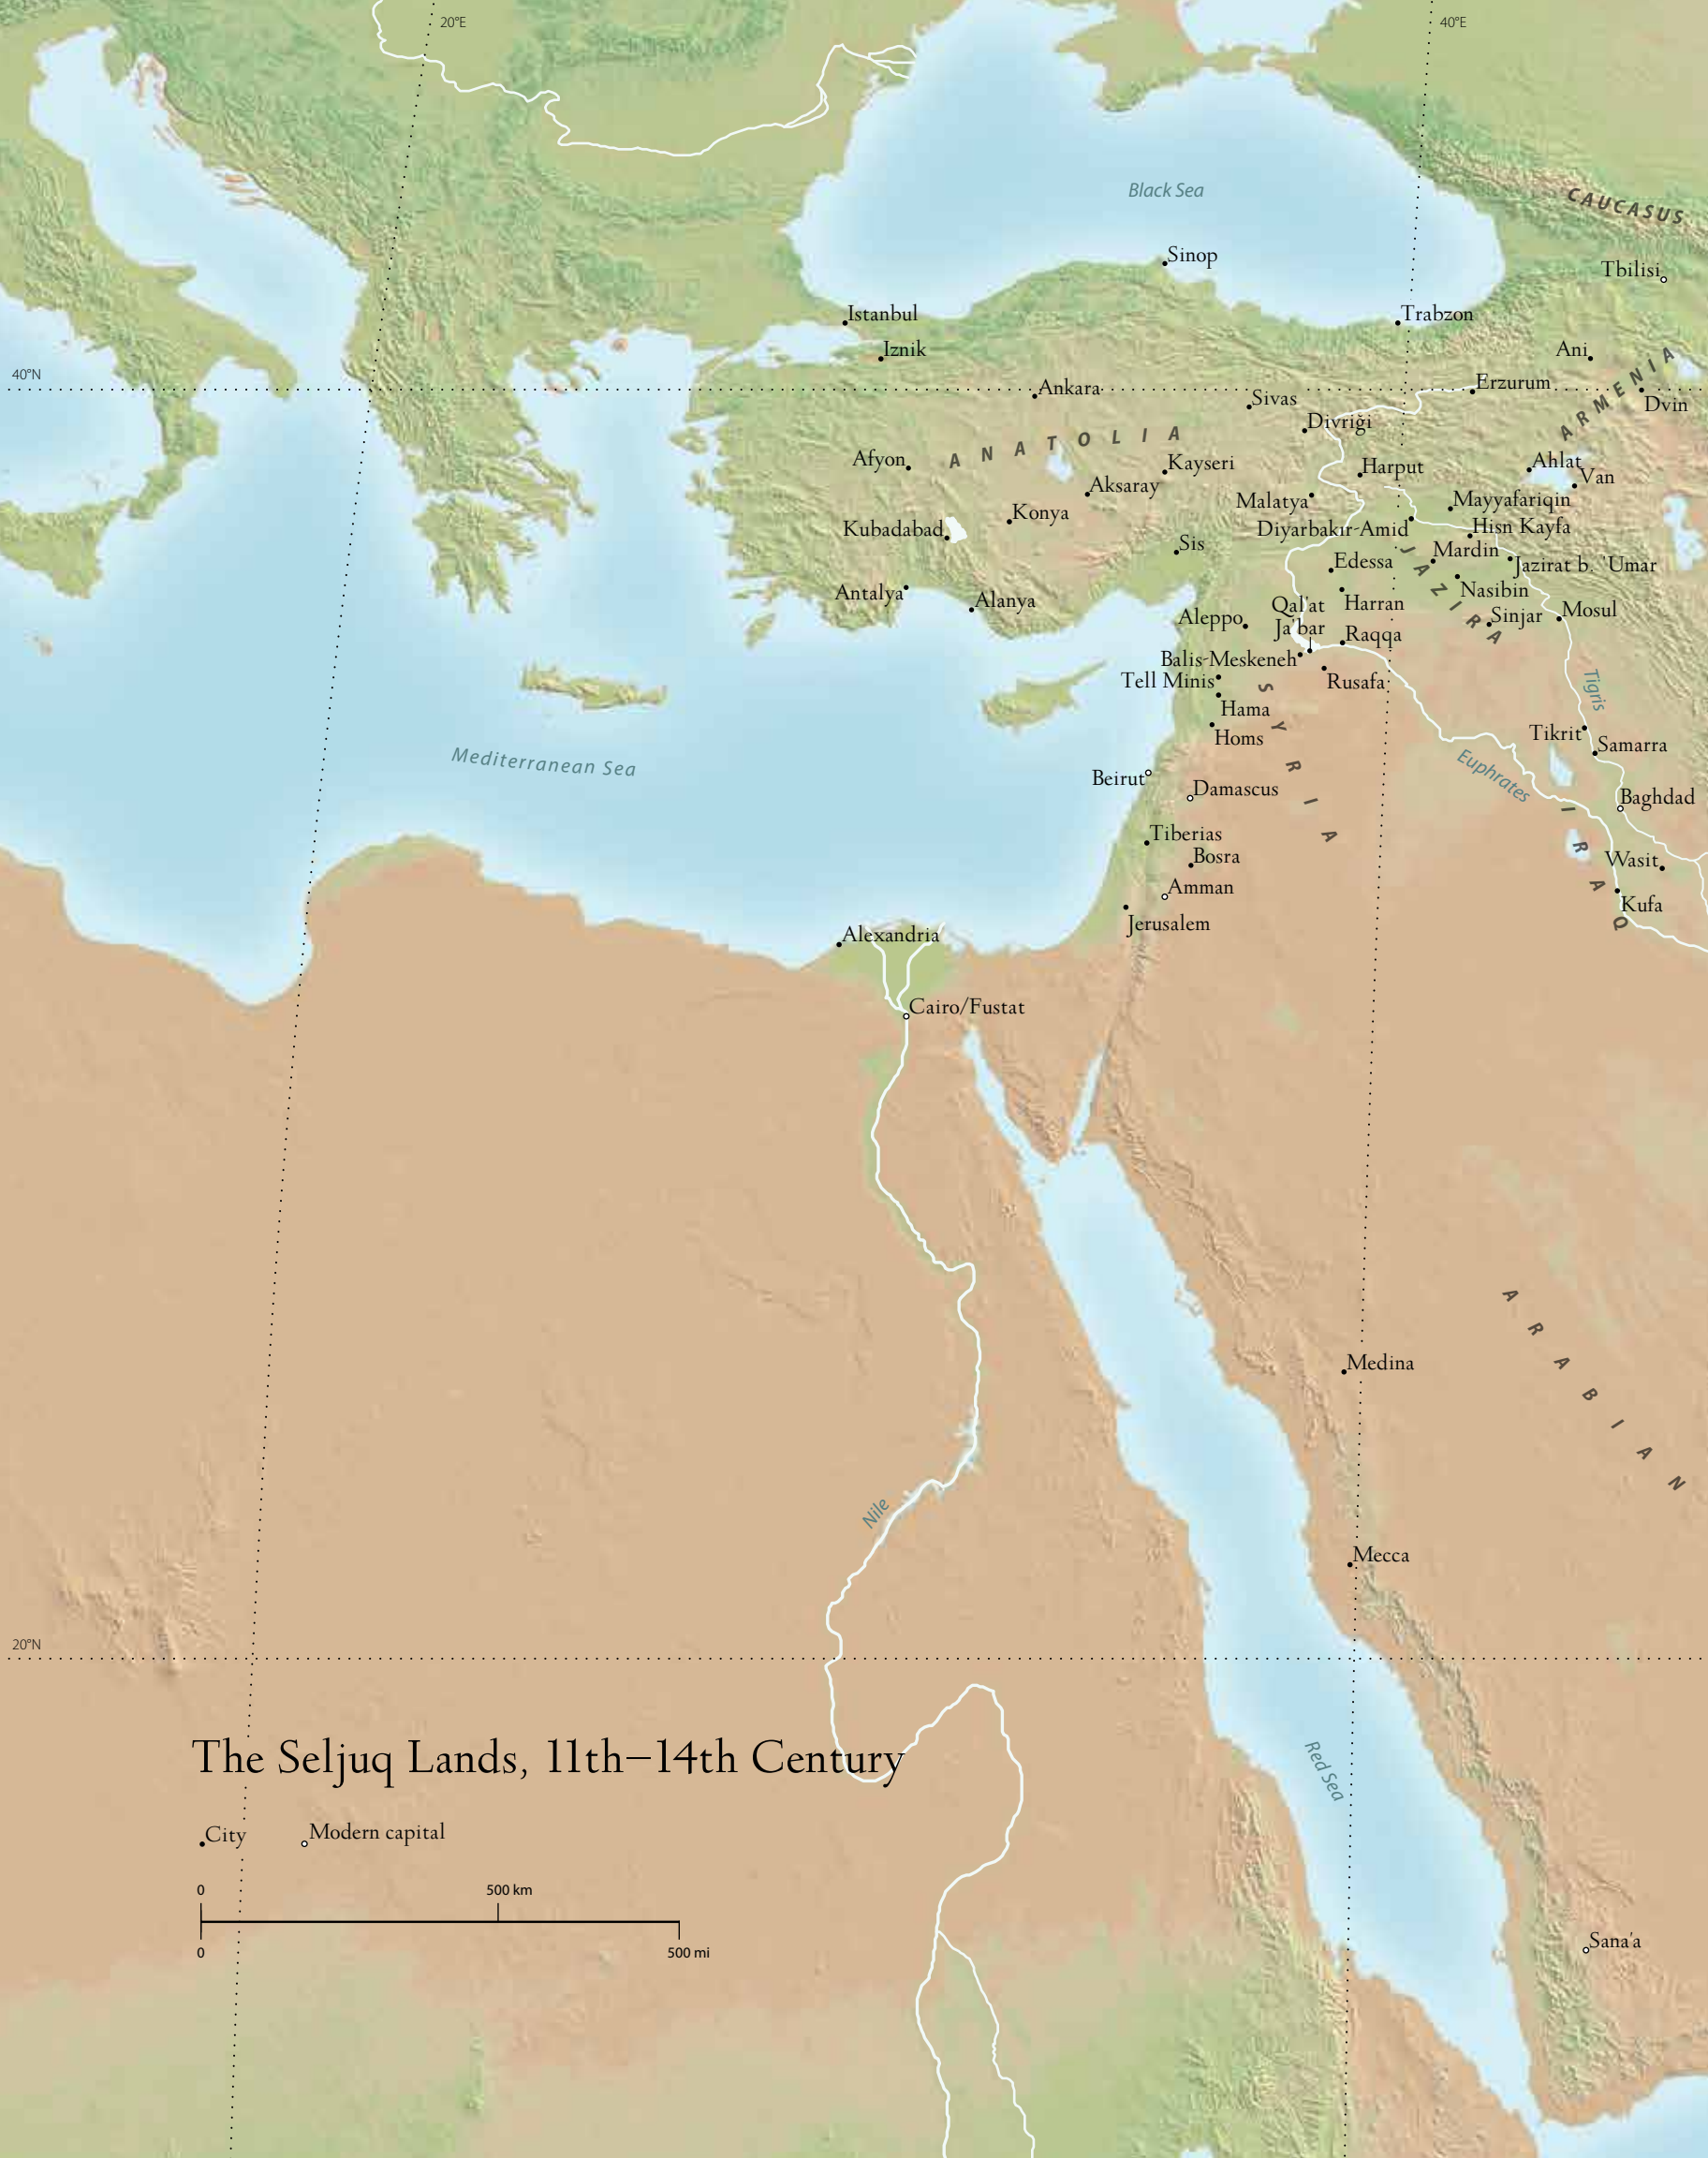 20°E
40°E
Black Sea
CAUCASUS
Sinop
Tbilisi
Istanbul
Trabzon
Iznik
Ani
ARMENIA
40°N
Ankara
Erzurum
Sivas
Dvin
Divriği
ANATOLIA
Afyon
Kayseri
Harput
Ahlat
Van
Aksaray
Malatya
Mayyafariqin
Konya
Kubadabad
Diyarbakır-Amid
Hisn Kayfa
Sis
Mardin
Edessa
Jazirat b. 'Umar
JAZIRA
Nasibin
Antalya
Alanya
Qal'at
Ja'bar
Harran
Aleppo
Sinjar
Mosul
Raqqa
Balis-Meskeneh
Tell Minis
Rusafa
Tigris
SYRIA
Hama
Homs
Tikrit
Samarra
Mediterranean Sea
Euphrates
Beirut
Damascus
Baghdad
IRAQ
Tiberias
Bosra
Wasit
Amman
Kufa
Jerusalem
Alexandria
Cairo/Fustat
ARABIAN
Medina
Nile
Mecca
20°N
Red Sea
The Seljuq Lands, 11th–14th Century
City
Modern capital
0
500 km
0
500 mi
Sana'a